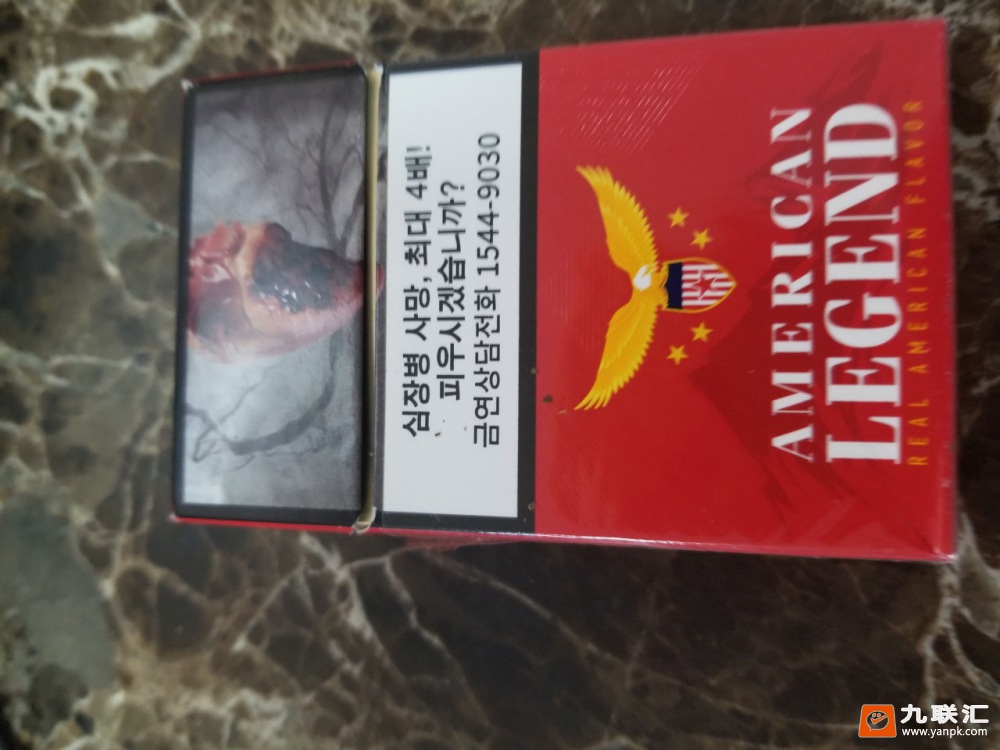 심장병 사망, 최대 4배!
피우시겠습니까?
금연상담전화 1544-9030
AMERICAN
LEGEND
REAL AMERICAN FLAVOR
九联汇
www.yanpk.com